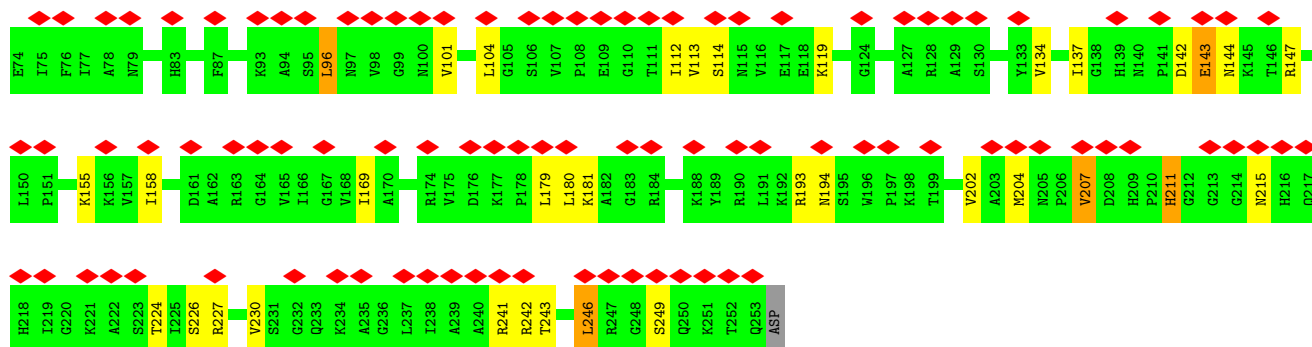 E74 I75 F76 I77 A78 N79 H83 F87 K93 A94 S95 L96 N97 V98 G99 N100 V101 L104 G105 S106 V107 P108 E109 G110 T111 I112 V113 S114 N115 V116 E117 E118 K119 G124 A127 R128 A129 S130 Y133 V134 I137 G138 H139 N140 P141 D142 E143 N144 K145 T146 R147
L150 P151 K155 K156 V157 I158 D161 A162 R163 G164 V165 I166 G167 V168 I169 A170 R174 V175 D176 K177 P178 L179 L180 K181 A182 G183 R184 K188 Y189 R190 L191 K192 R193 N194 S195 W196 P197 K198 T199 V202 A203 M204 N205 P206 V207 D208 H209 P210 H211 G212 G213 G214 N215 H216 Q217
H218 I219 G220 K221 A222 S223 T224 I225 S226 R227 V230 S231 G232 Q233 K234 A235 G236 L237 I238 A239 A240 R241 R242 T243 L246 R247 G248 S249 Q250 K251 T252 Q253 ASP